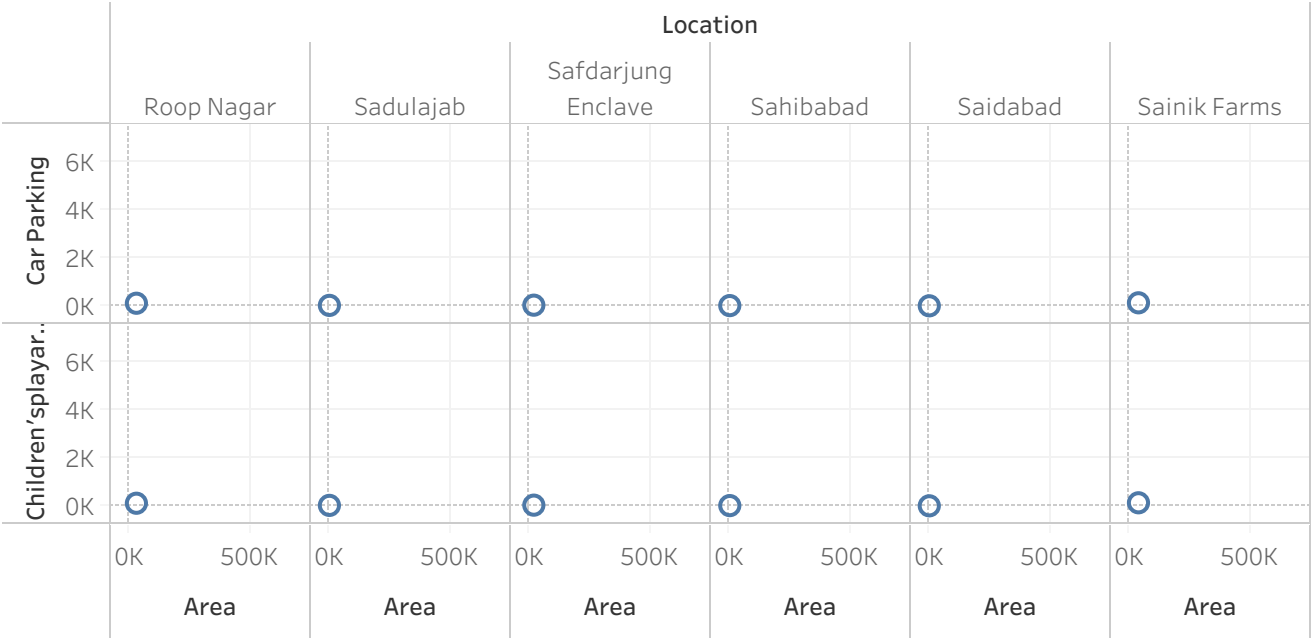 Location
Roop Nagar
Sadulajab
Safdarjung
Enclave
Sahibabad
Saidabad
Sainik Farms
Car Parking
6K
4K
2K
0K
Children'splayar..
6K
4K
2K
0K
0K 500K 0K 500K 0K 500K 0K 500K 0K 500K 0K 500K
Area Area Area Area Area Area